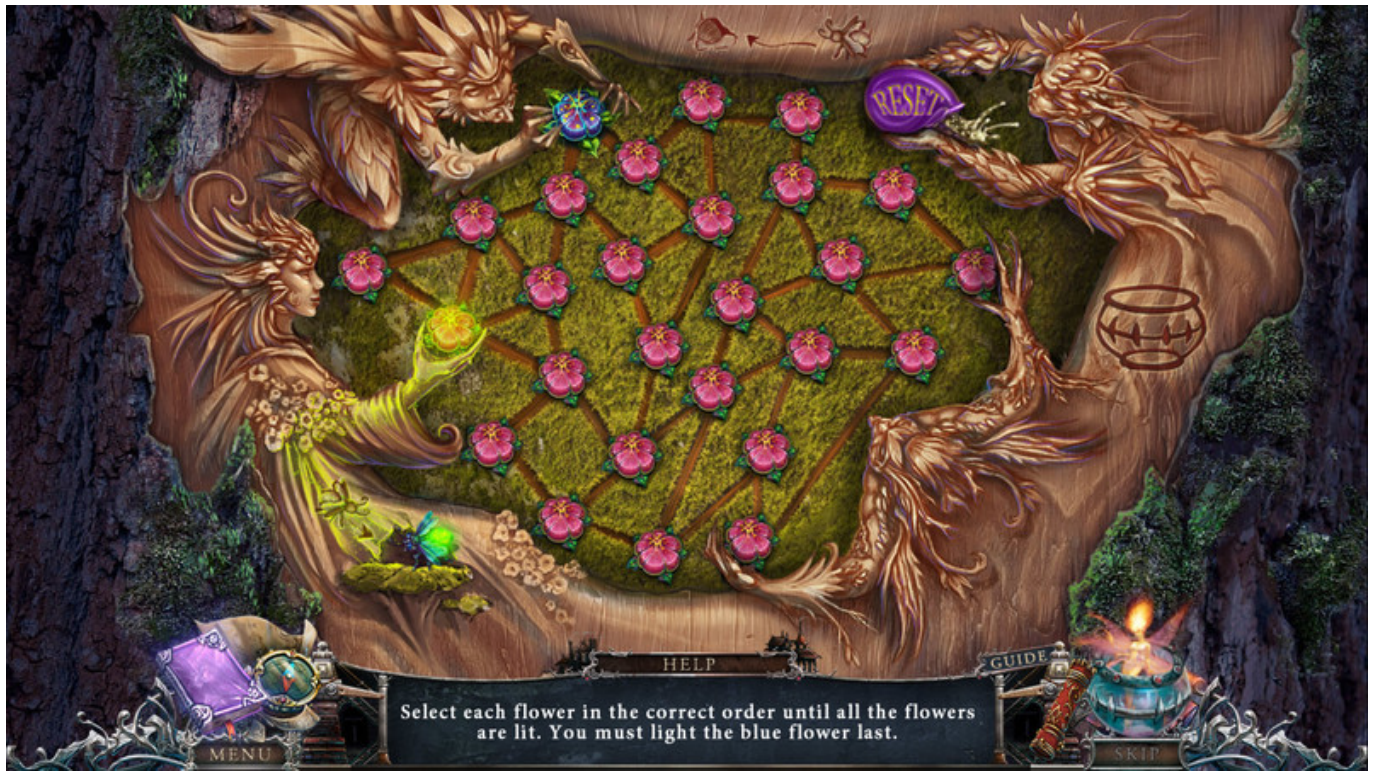 RESET
HELP
GUIDE
Select each flower in the correct order until all the flowers
are lit. You must light the blue flower last.
MENU
SKIP